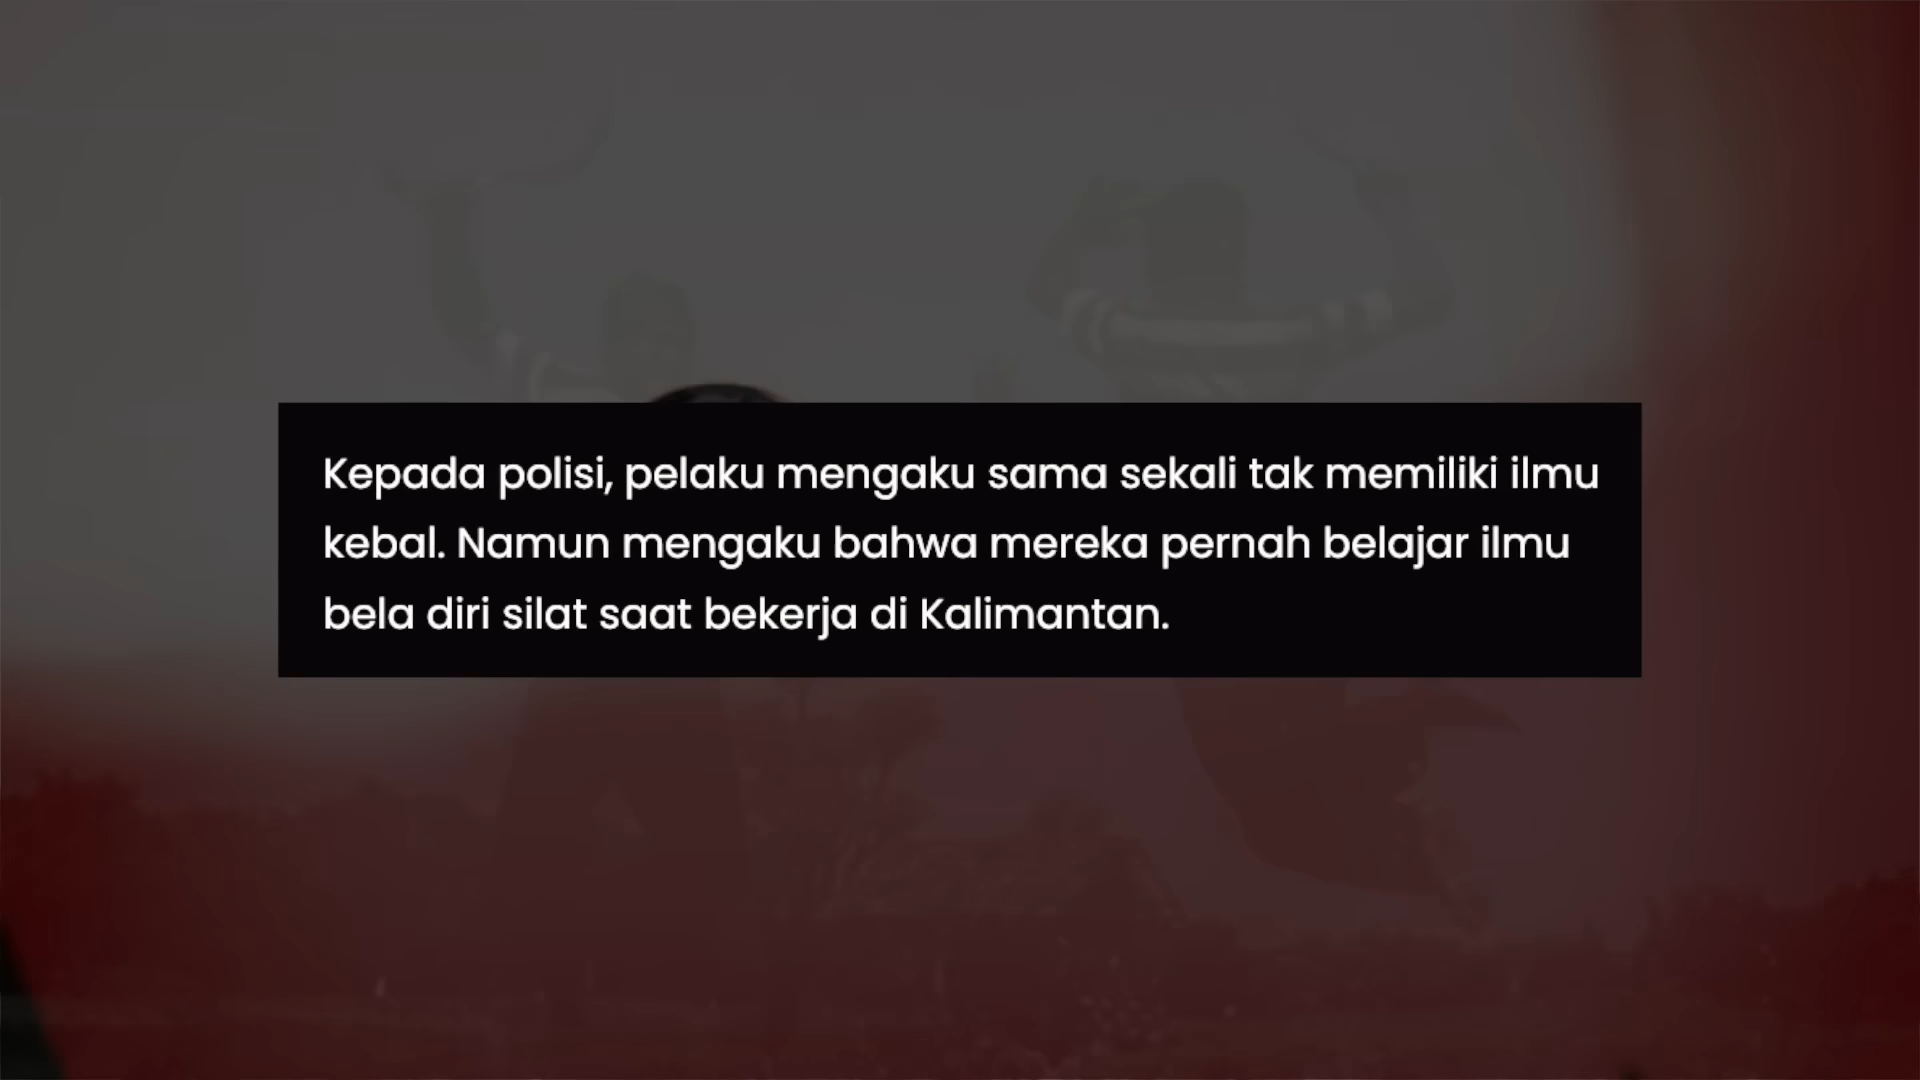 Kepada polisi, pelaku mengaku sama sekali tak memiliki ilmu
kebal. Namun mengaku bahwa mereka pernah belajar ilmu
bela diri silat saat bekerja di Kalimantan.